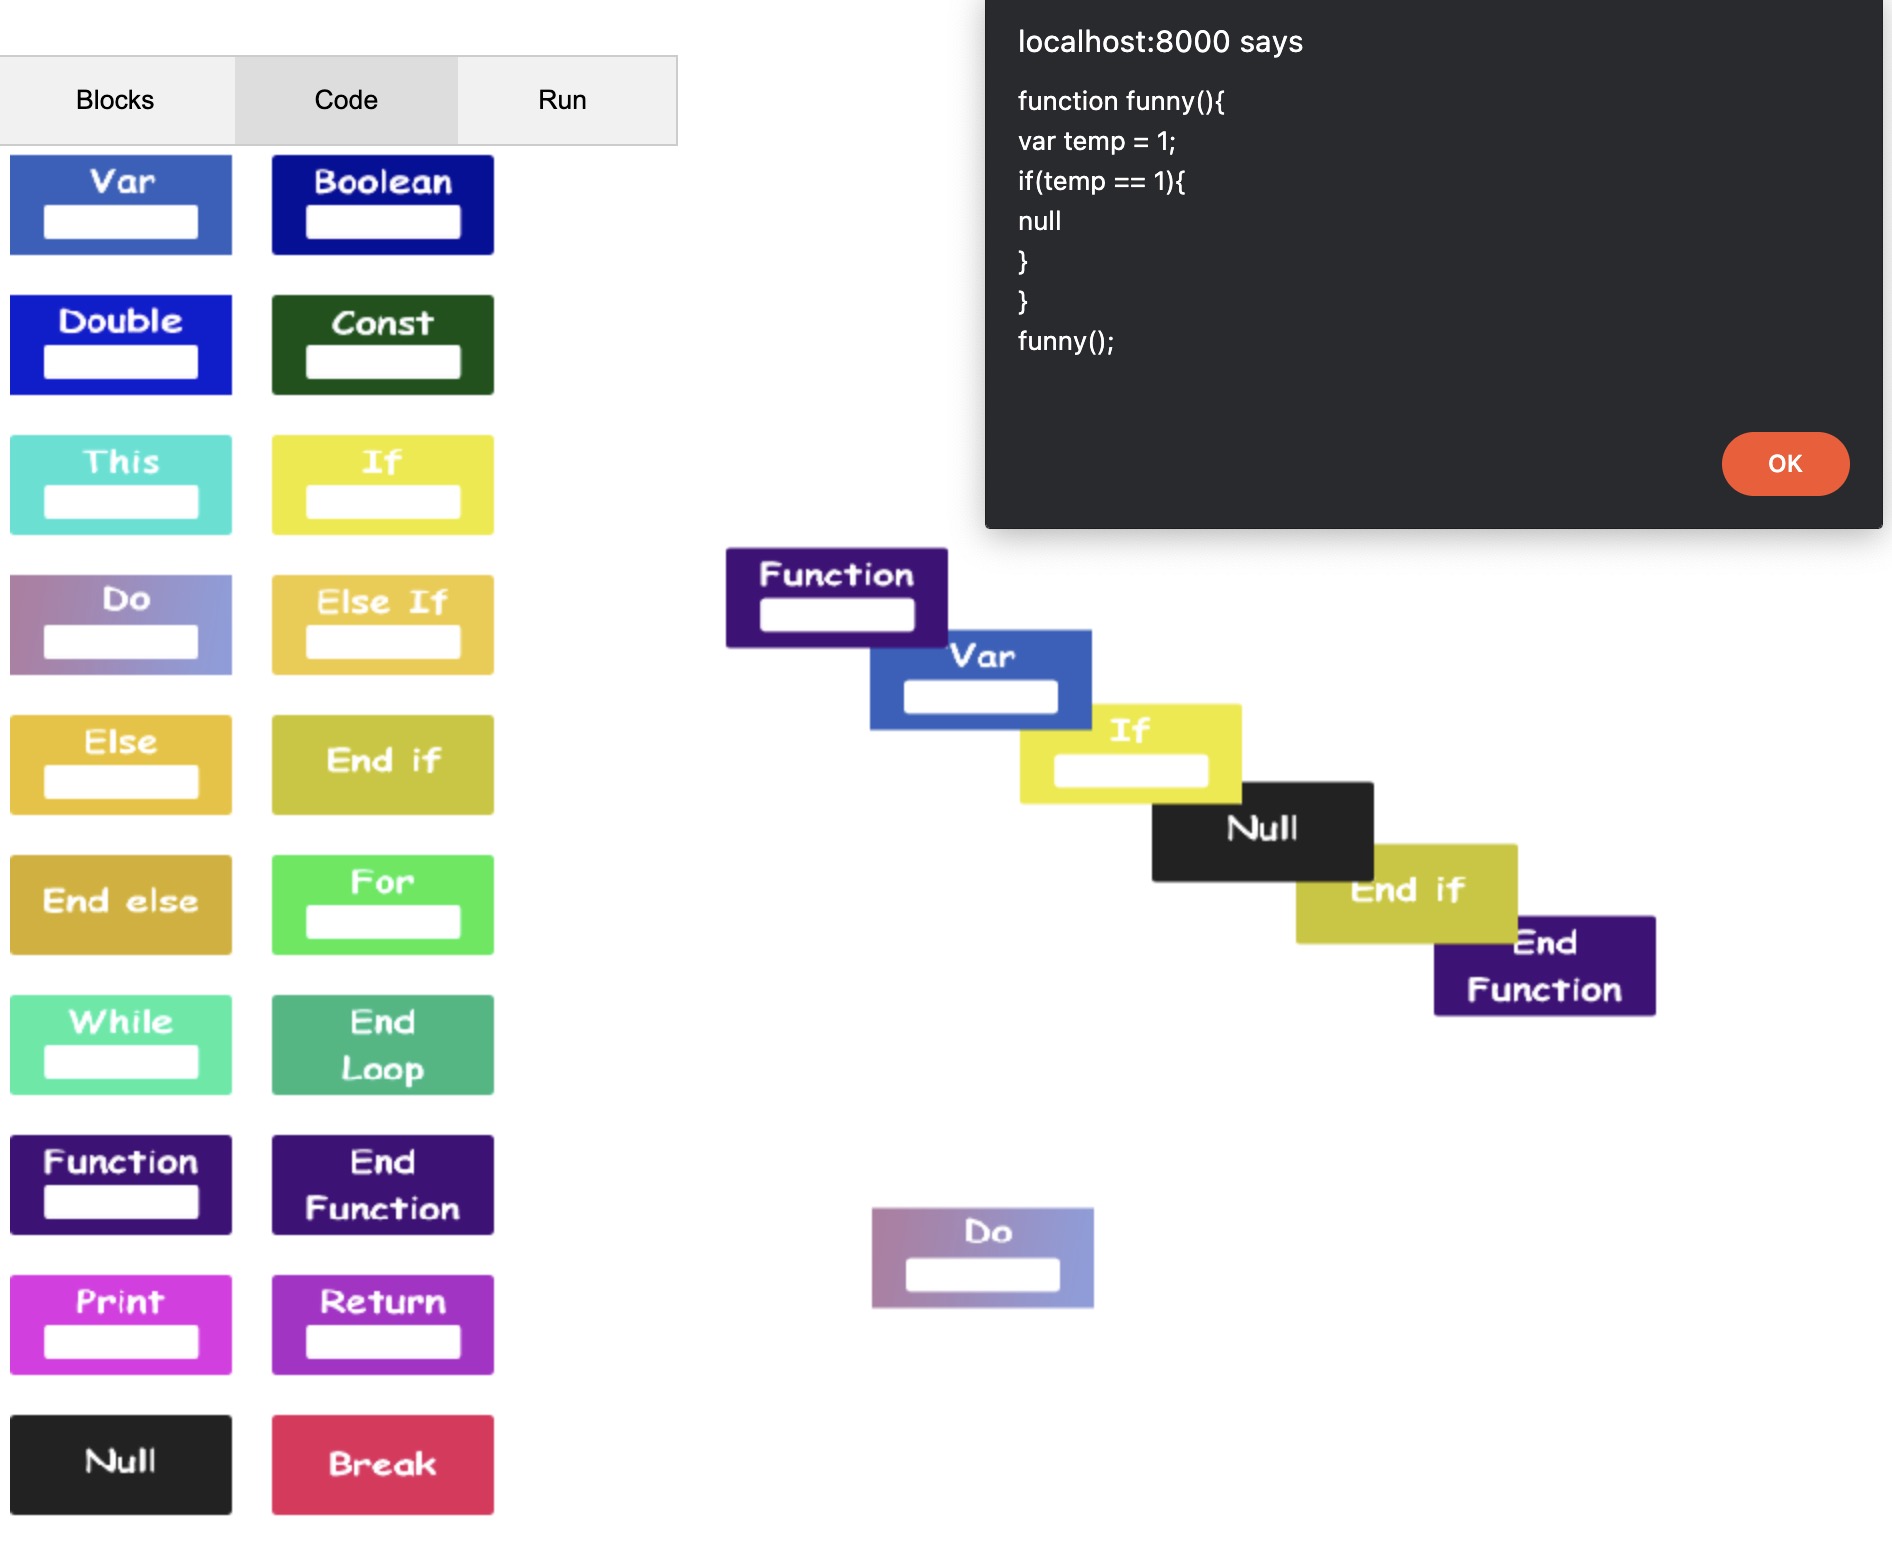 localhost:8000 says
function funny(){
var temp = 1;
if(temp == 1){
null
}
}
funny();
OK
Blocks Code Run
Var Boolean
Double Const
This If
Do Else If
Else End if
End else For
While End
Loop
Function End
Function
Print Return
Null Break
Function
Var
If
Null
End if
End
Function
Do